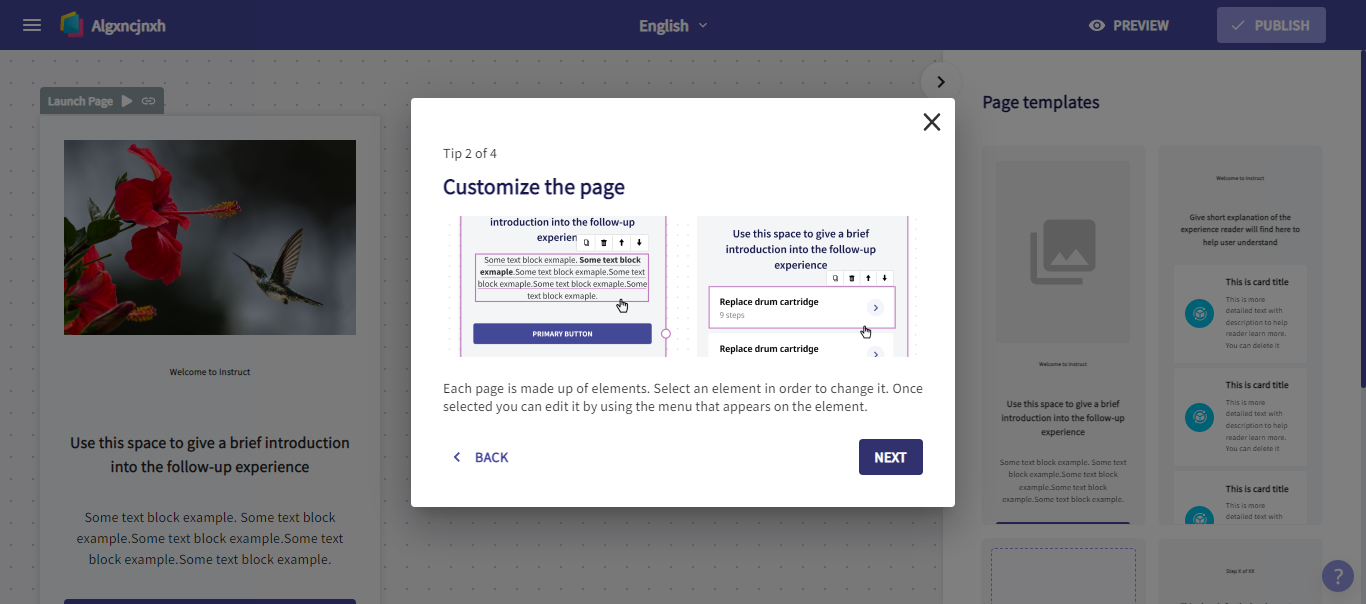 Algxncjnxh
English
PREVIEW
PUBLISH
Launch Page
Welcome to Instruct
Use this space to give a brief introduction
into the follow-up experience
Some text block example. Some text block
example.Some text block example.Some text
block example.Some text block example.
Tip 2 of 4
Customize the page
introduction into the follow-up
experien
Some text block exmaple. Some text block
exmaple.Some text block exmaple.Some text
block exmaple.Some text block exmaple.Some
text block exmaple.
PRIMARY BUTTON
Use this space to give a brief
introduction into the follow-up
experience
Replace drum cartridge
9 steps
Replace drum cartridge
Each page is made up of elements. Select an element in order to change it. Once
selected you can edit it by using the menu that appears on the element.
BACK
NEXT
Page templates
Welcome to Instruct
Use this space to give a brief
introduction into the follow-up
experience
Some text block example. Some text
block example.Some text block
example.Some text block
example.Some text block example.
Welcome to Instruct
Give short explanation of the
experience reader will find here to
help user understand
This is card title
This is more
detailed text with
description to help
reader learn more.
You can delete it
This is card title
This is more
detailed text with
description to help
reader learn more.
You can delete it
This is card title
This is more
detailed text with
Step X of XX
?